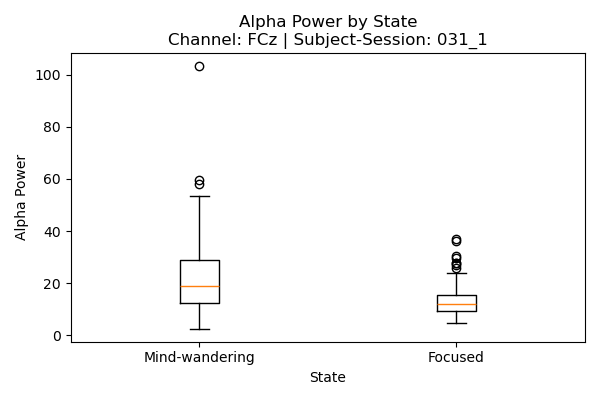 Alpha Power by State
Channel: FCz | Subject-Session: 031_1
100
80
60
40
20
0
Alpha Power
Mind-wandering
Focused
State